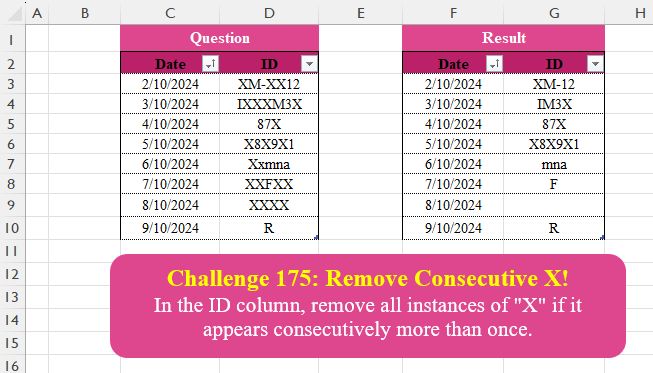 A B C D E F G H
1 Question Result
2 Date ID Date ID
3 2/10/2024 XM-XX12 2/10/2024 XM-12
4 3/10/2024 IXXXM3X 3/10/2024 IM3X
5 4/10/2024 87X 4/10/2024 87X
6 5/10/2024 X8X9X1 5/10/2024 X8X9X1
7 6/10/2024 Xxmna 6/10/2024 mna
8 7/10/2024 XXFXX 7/10/2024 F
9 8/10/2024 XXXX 8/10/2024
10 9/10/2024 R 9/10/2024 R
11
12 Challenge 175: Remove Consecutive X!
13 In the ID column, remove all instances of "X" if it
14 appears consecutively more than once.
15
16